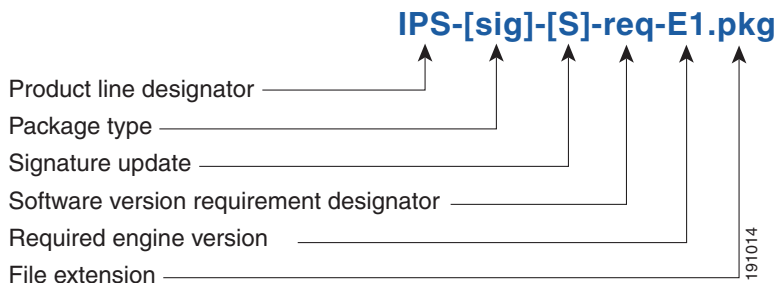 IPS-[sig]-[S]-req-E1.pkg
Product line designator
Package type
Signature update
Software version requirement designator
Required engine version
File extension
191014